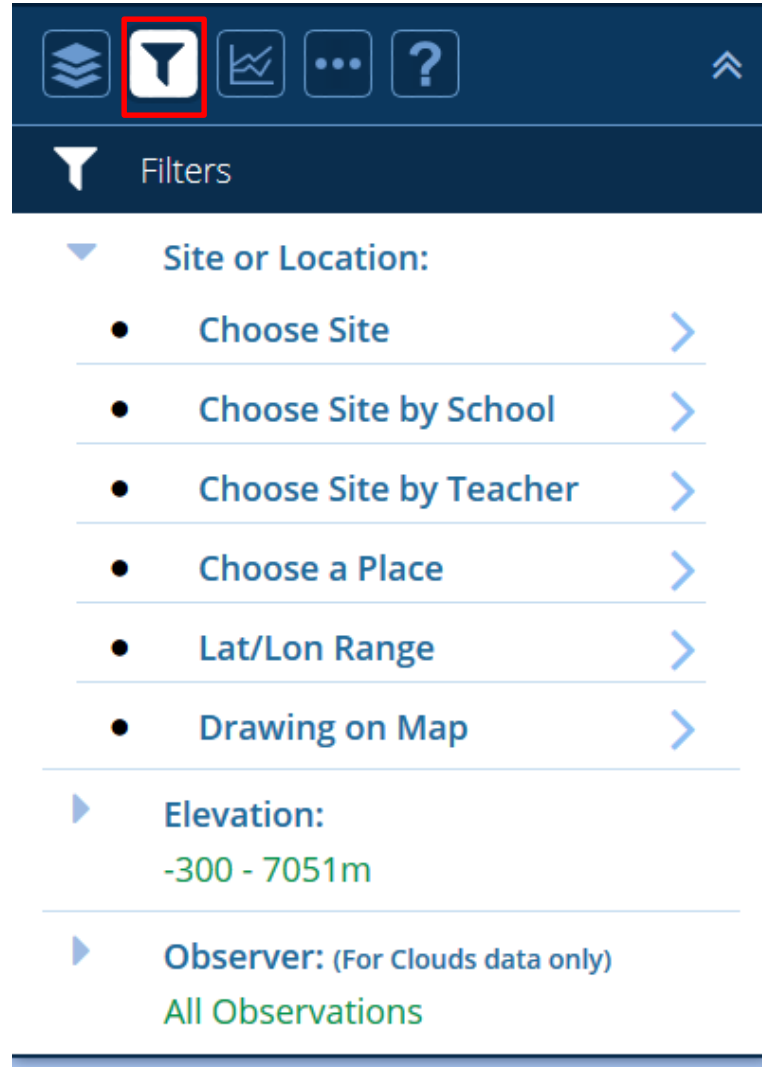 ?
Filters
Site or Location:
Choose Site
Choose Site by School
Choose Site by Teacher
Choose a Place
Lat/Lon Range
Drawing on Map
Elevation:
-300 - 7051m
Observer: (For Clouds data only)
All Observations